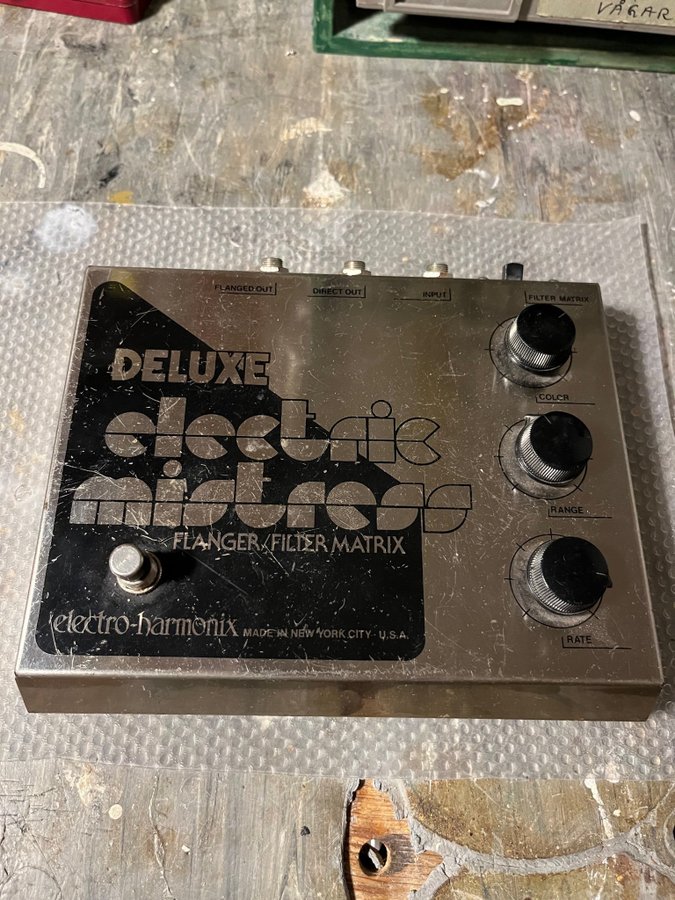 VÅGAR
FLANGED OUT
DIRECT OUT
INPUT
FILTER MATRIX
DELUXE
COLOR
electric
mistress
RANGE
FLANGER/FILTER MATRIX
electro-harmonix MADE IN NEW YORK CITY U.S.A.
RATE